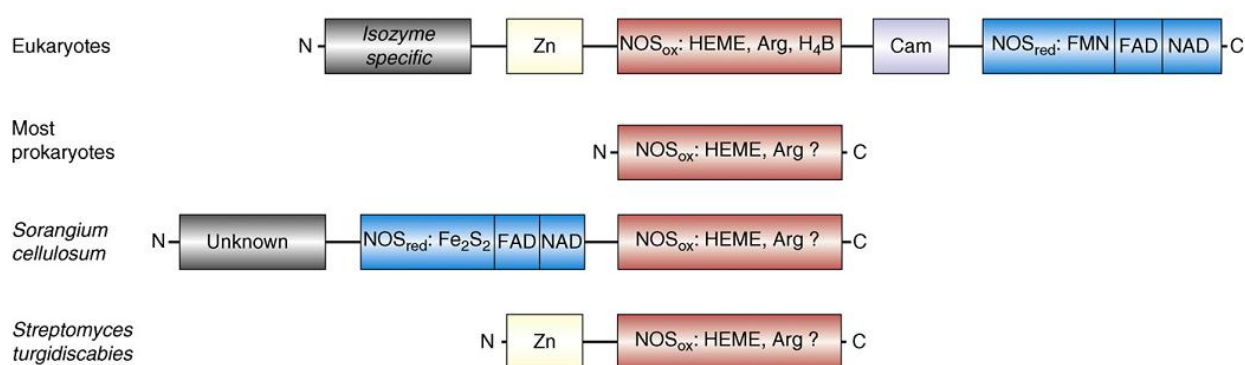 Eukaryotes N Isozyme specific Zn NOSox: HEME, Arg, H4B Cam NOSred: FMN FAD NAD C
Most prokaryotes N NOSox: HEME, Arg ? C
Sorangium cellulosum N Unknown NOSred: Fe2S2 FAD NAD NOSox: HEME, Arg ? C
Streptomyces turgidiscabies N Zn NOSox: HEME, Arg ? C